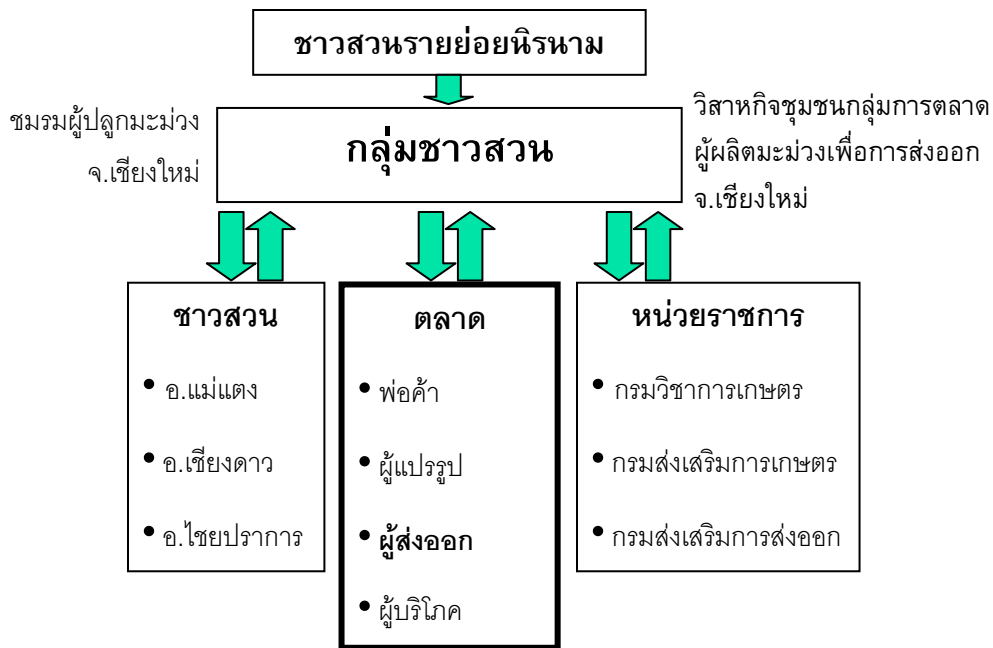 ชาวสวนรายย่อยนิรนาม
ชมรมผู้ปลูกมะม่วง
จ.เชียงใหม่
กลุ่มชาวสวน
วิสาหกิจชุมชนกลุ่มการตลาด
ผู้ผลิตมะม่วงเพื่อการส่งออก
จ.เชียงใหม่
ชาวสวน
• อ.แม่แตง
• อ.เชียงดาว
• อ.ไชยปราการ
ตลาด
• พ่อค้า
• ผู้แปรรูป
• ผู้ส่งออก
• ผู้บริโภค
หน่วยราชการ
• กรมวิชาการเกษตร
• กรมส่งเสริมการเกษตร
• กรมส่งเสริมการส่งออก